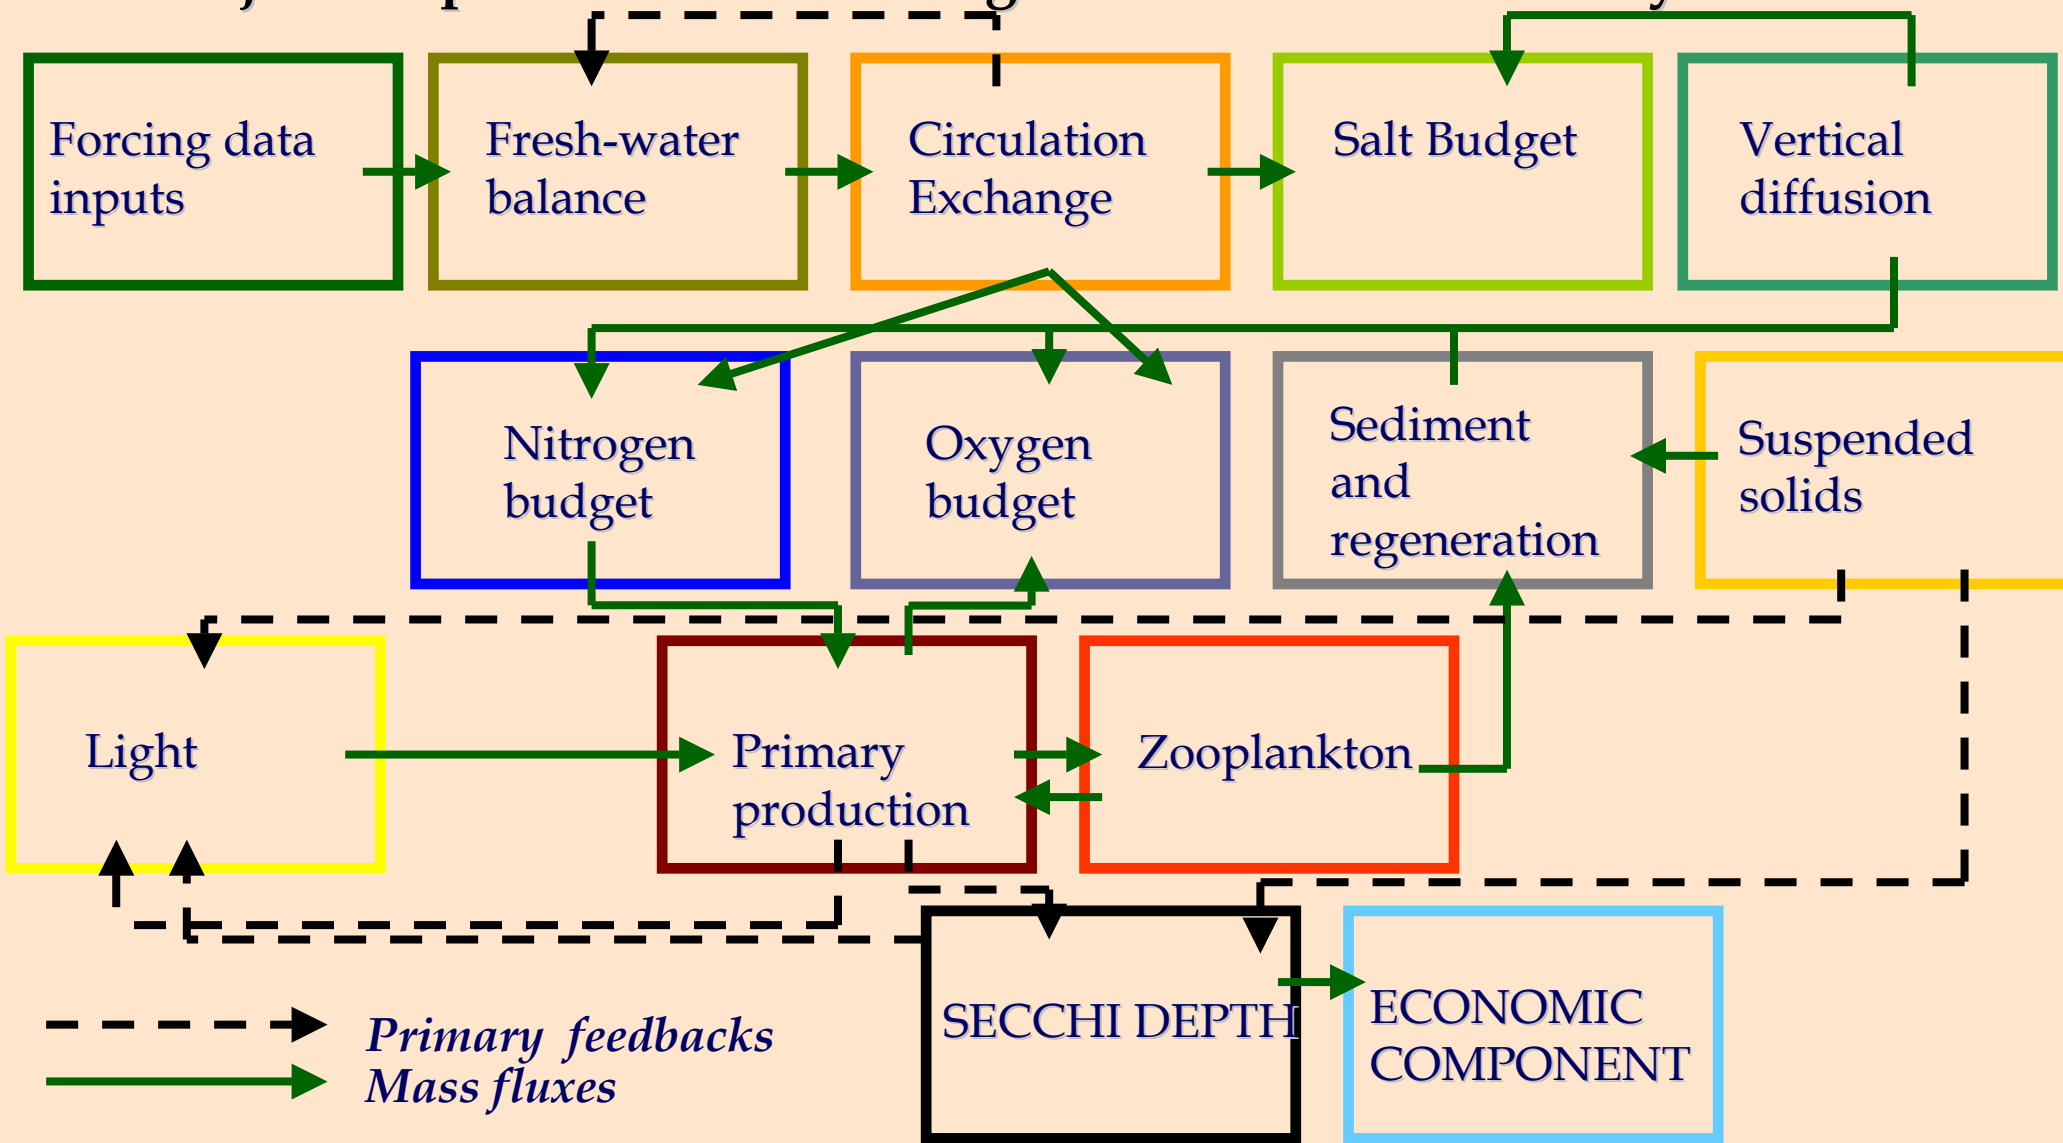 Forcing data
inputs
Fresh-water
balance
Circulation
Exchange
Salt Budget
Vertical
diffusion
Nitrogen
budget
Oxygen
budget
Sediment
and
regeneration
Suspended
solids
Light
Primary
production
Zooplankton
SECCHI DEPTH
ECONOMIC
COMPONENT
Primary feedbacks
Mass fluxes